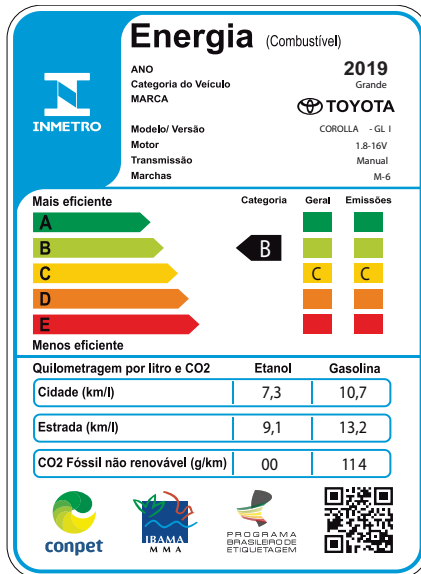 Energia (Combustível)
ANO 2019
Categoria do Veículo Grande
MARCA TOYOTA
INMETRO
Modelo/ Versão COROLLA - GL I
Motor 1.8-16V
Transmissão Manual
Marchas M-6
Mais eficiente Categoria Geral Emissões
A
B B
C C C
D
E
Menos eficiente
Quilometragem por litro e CO2 Etanol Gasolina
Cidade (km/l) 7,3 10,7
Estrada (km/l) 9,1 13,2
CO2 Fóssil não renovável (g/km) 00 114
conpet
IBAMA
M M A
PROGRAMA
BRASILEIRO DE
ETIQUETAGEM